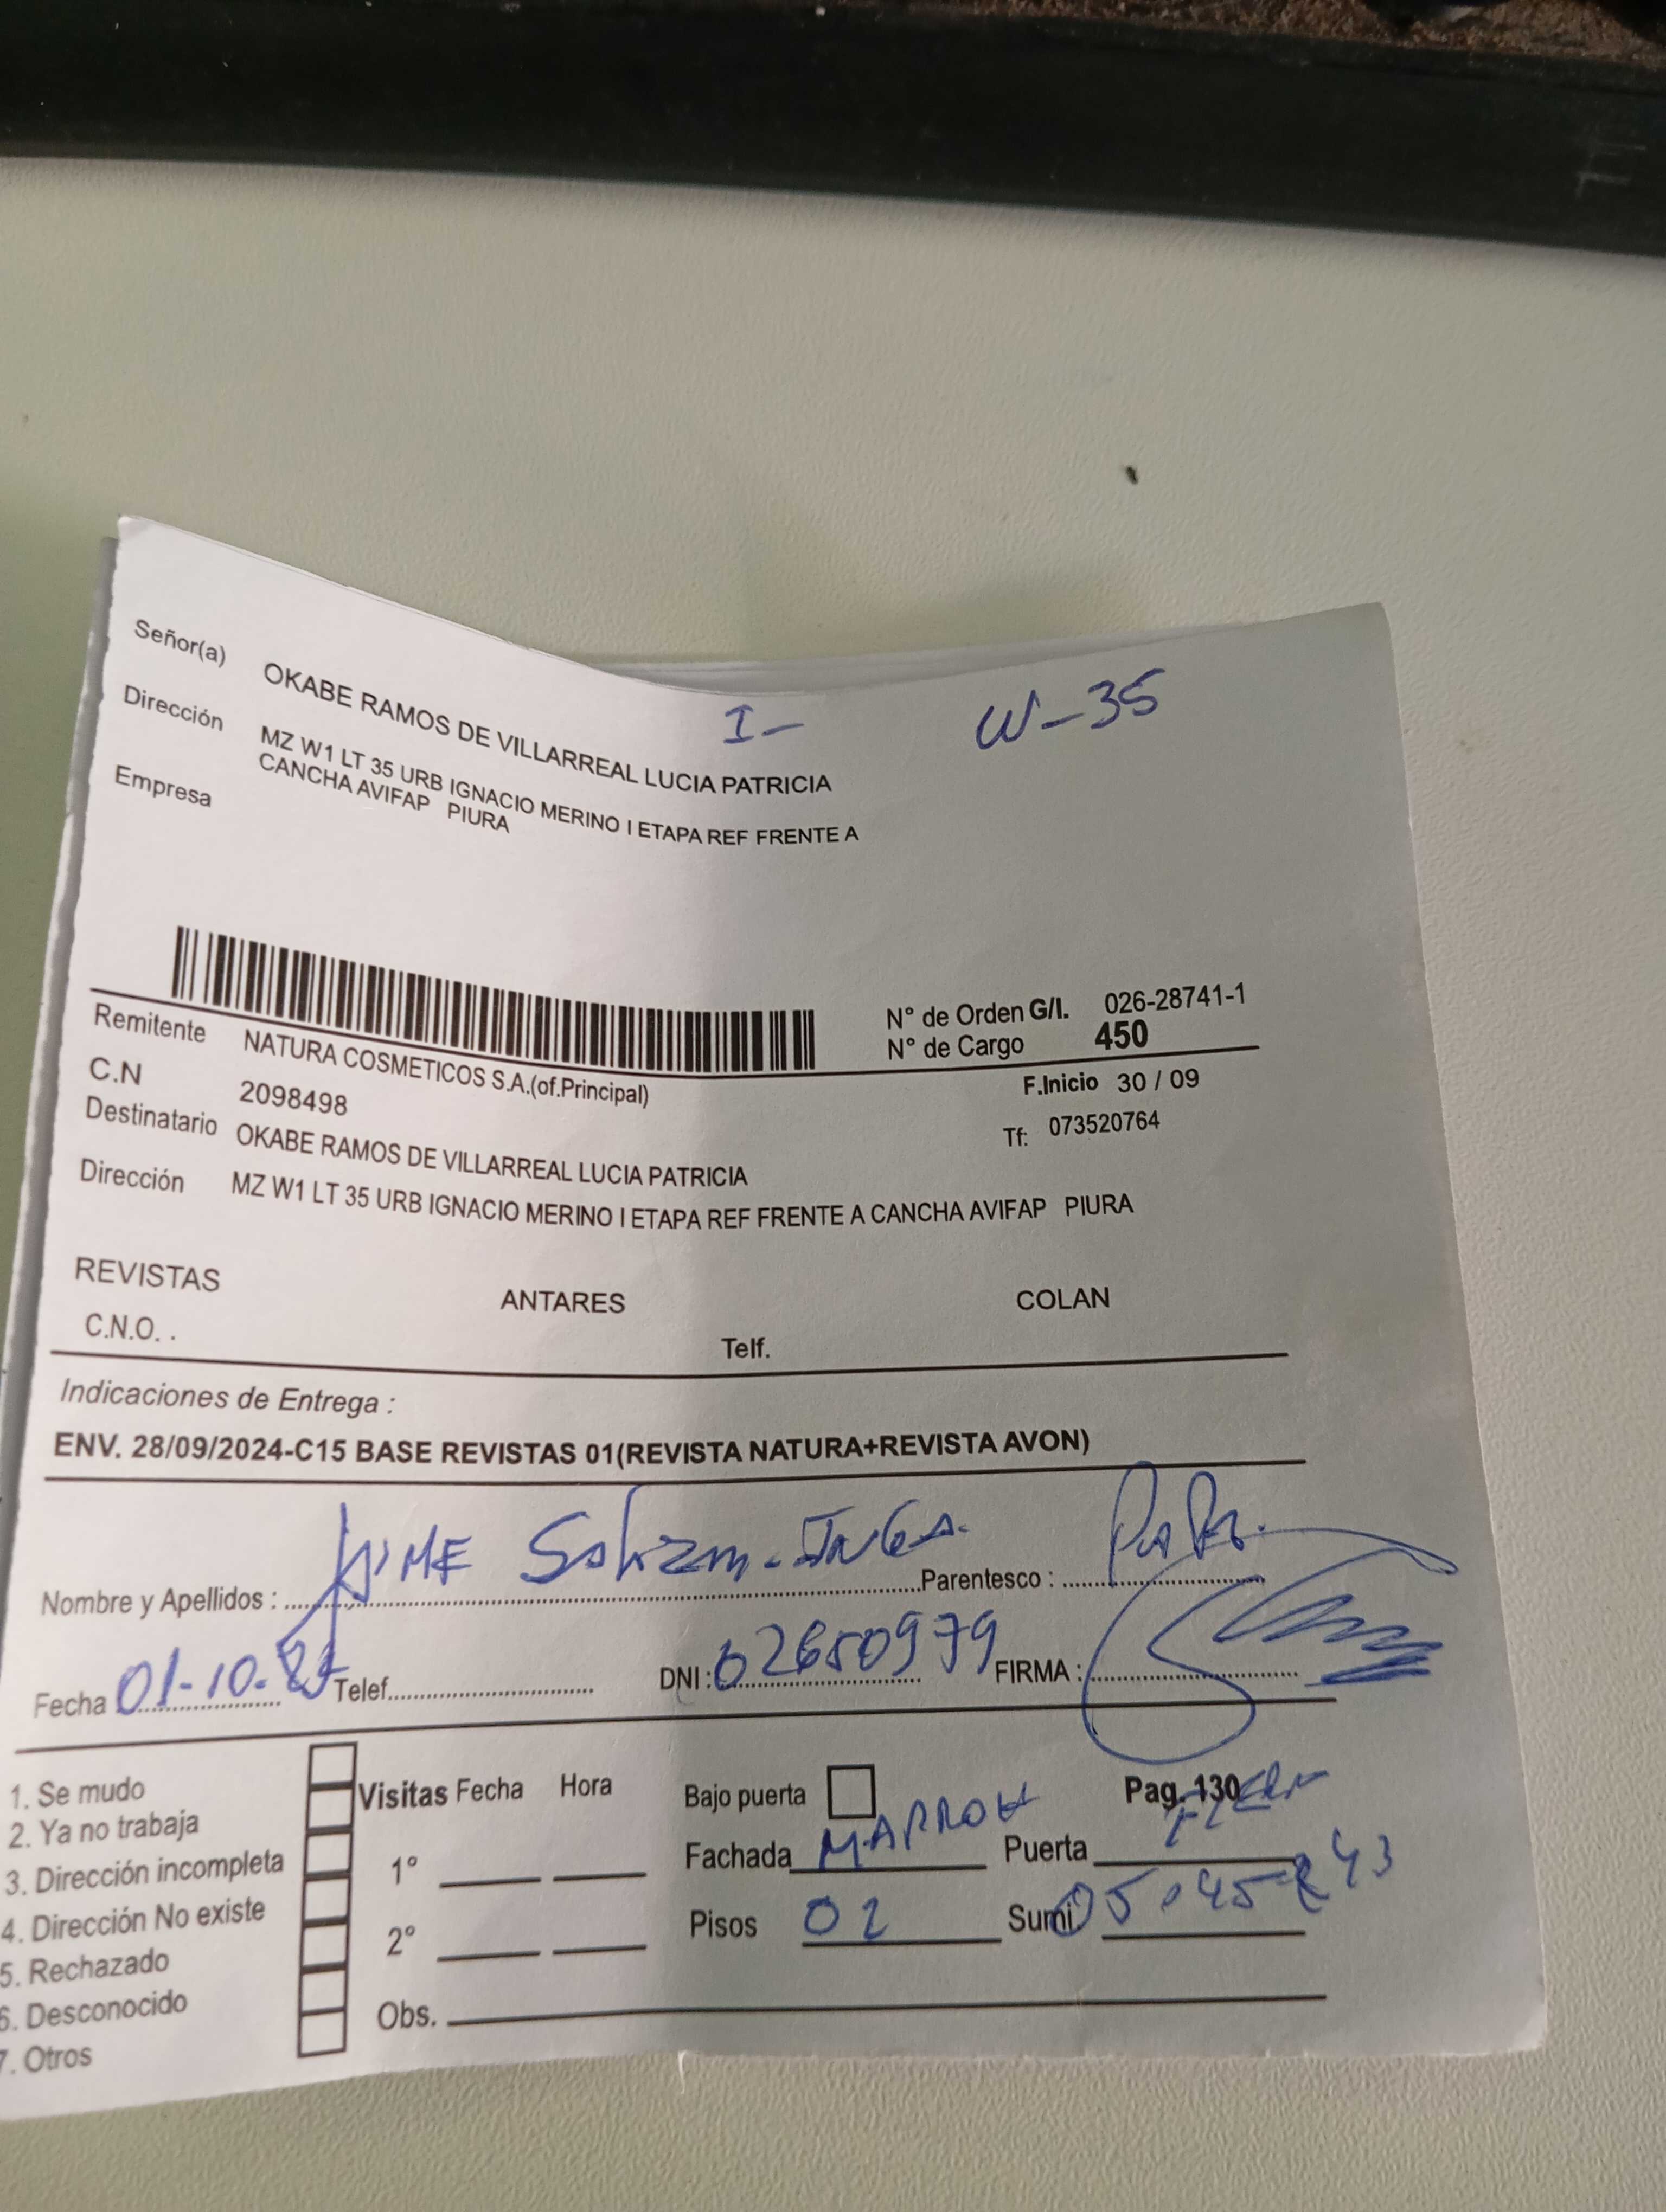 I- W-35
Señor(a) OKABE RAMOS DE VILLARREAL LUCIA PATRICIA
Dirección MZ W1 LT 35 URB IGNACIO MERINO I ETAPA REF FRENTE A
CANCHA AVIFAP PIURA
Empresa
N° de Orden G/I. 026-28741-1
N° de Cargo 450
Remitente NATURA COSMETICOS S.A.(of.Principal) F.Inicio 30 / 09
C.N 2098498 Tf: 073520764
Destinatario OKABE RAMOS DE VILLARREAL LUCIA PATRICIA
Dirección MZ W1 LT 35 URB IGNACIO MERINO I ETAPA REF FRENTE A CANCHA AVIFAP PIURA
REVISTAS ANTARES COLAN
C.N.O. . Telf.
Indicaciones de Entrega :
ENV. 28/09/2024-C15 BASE REVISTAS 01(REVISTA NATURA+REVISTA AVON)
Nombre y Apellidos : JAIME Parentesco :
Fecha 01-10- Telef. DNI: 02650979 FIRMA :
1. Se mudo Visitas Fecha Hora Bajo puerta Pag. 130
2. Ya no trabaja
3. Dirección incompleta 1° Fachada MARRON Puerta
4. Dirección No existe 2° Pisos 02 Sumi.
5. Rechazado
6. Desconocido Obs.
7. Otros